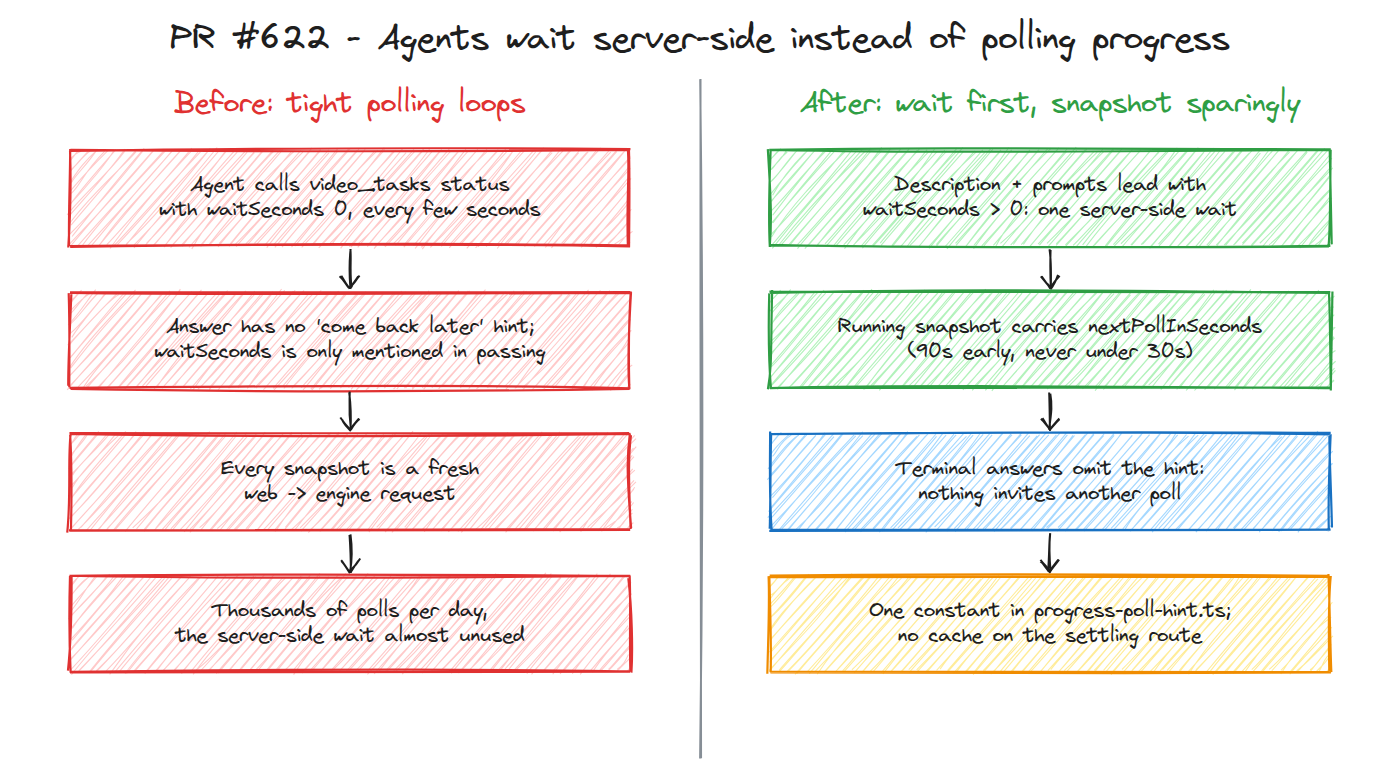 PR #622 - Agents wait server-side instead of polling progress
Before: tight polling loops
Agent calls video_tasks status
with waitSeconds 0, every few seconds
Answer has no 'come back later' hint;
waitSeconds is only mentioned in passing
Every snapshot is a fresh
web -> engine request
Thousands of polls per day,
the server-side wait almost unused
After: wait first, snapshot sparingly
Description + prompts lead with
waitSeconds > 0: one server-side wait
Running snapshot carries nextPollInSeconds
(90s early, never under 30s)
Terminal answers omit the hint:
nothing invites another poll
One constant in progress-poll-hint.ts;
no cache on the settling route